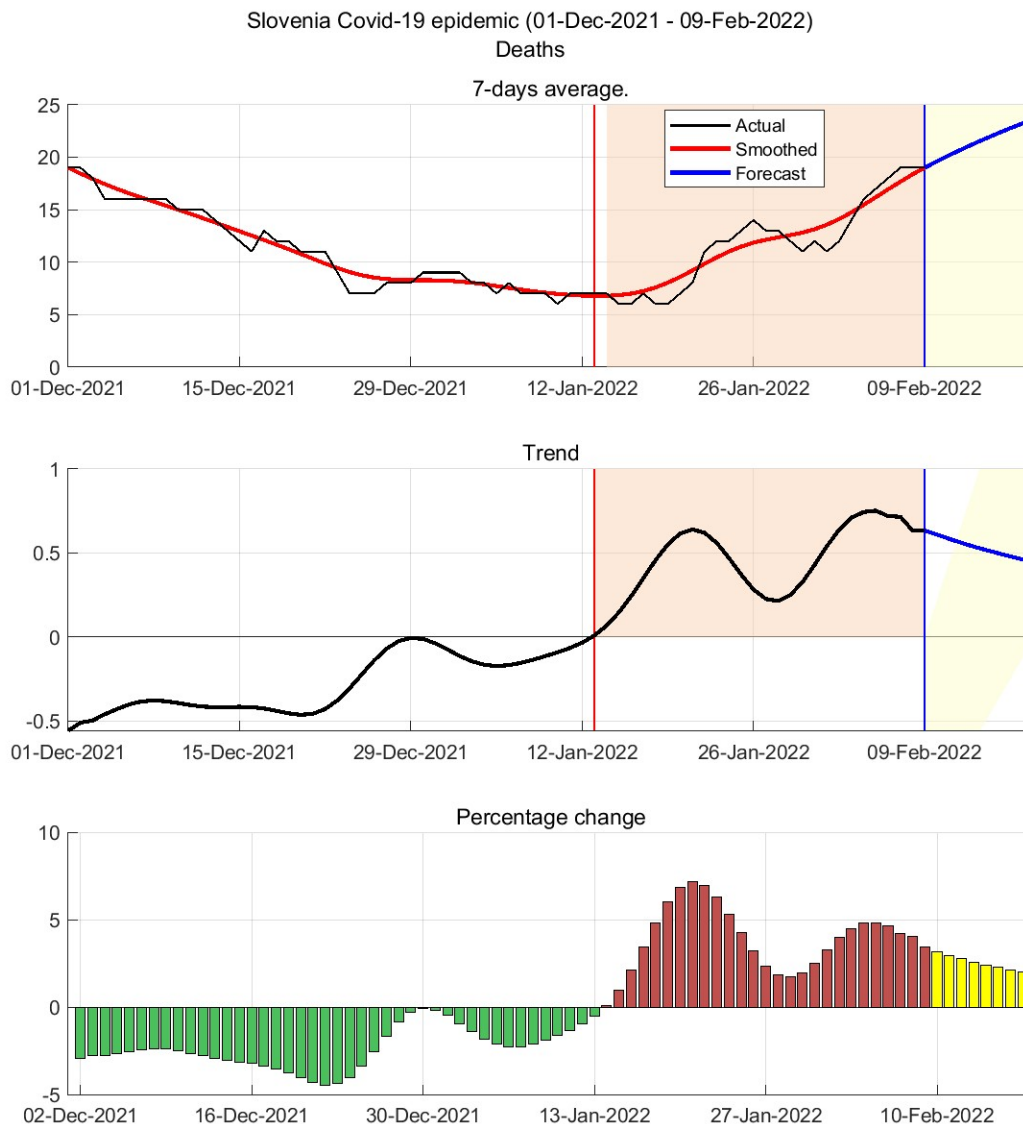 Slovenia Covid-19 epidemic (01-Dec-2021 - 09-Feb-2022)
Deaths
7-days average.
25
20
15
10
5
0
Actual
Smoothed
Forecast
01-Dec-2021 15-Dec-2021 29-Dec-2021 12-Jan-2022 26-Jan-2022 09-Feb-2022
Trend
1
0.5
0
-0.5
01-Dec-2021 15-Dec-2021 29-Dec-2021 12-Jan-2022 26-Jan-2022 09-Feb-2022
Percentage change
10
5
0
-5
02-Dec-2021 16-Dec-2021 30-Dec-2021 13-Jan-2022 27-Jan-2022 10-Feb-2022